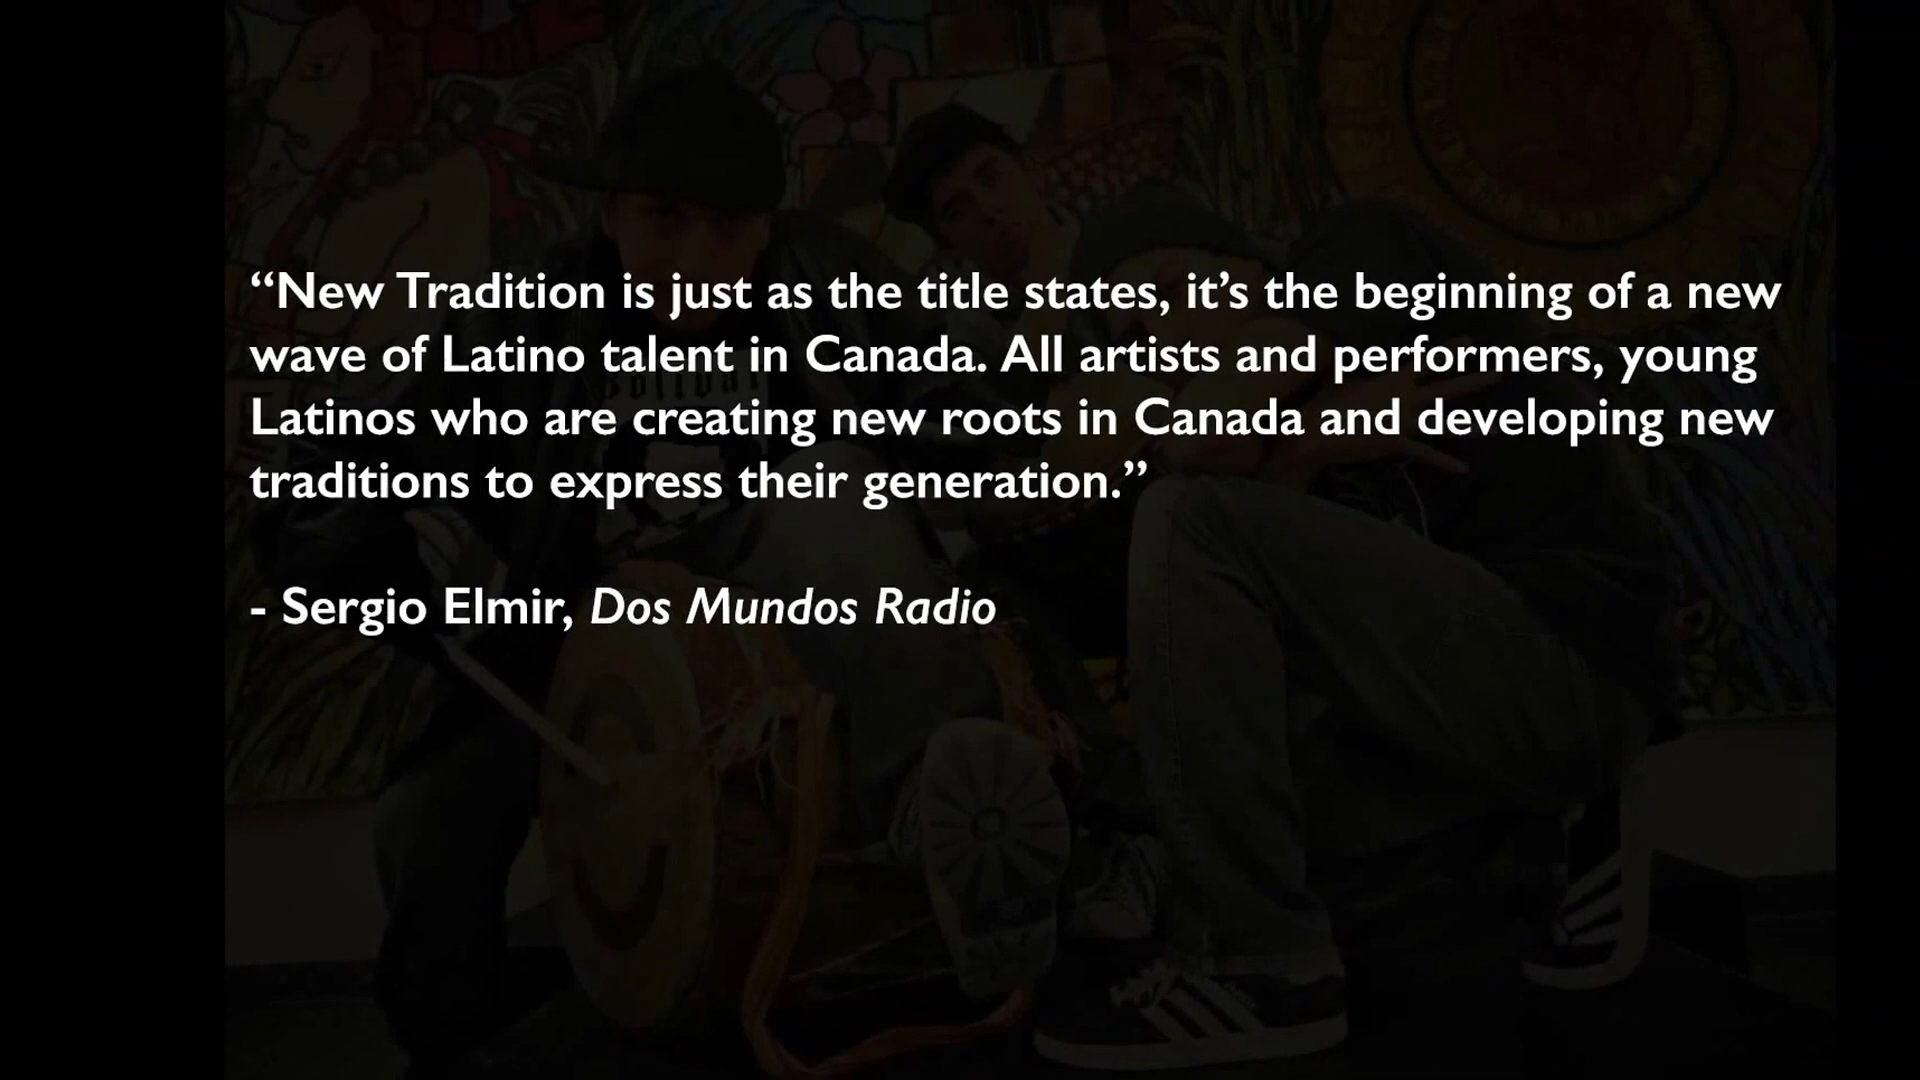 “New Tradition is just as the title states, it’s the beginning of a new
wave of Latino talent in Canada. All artists and performers, young
Latinos who are creating new roots in Canada and developing new
traditions to express their generation.”
- Sergio Elmir, Dos Mundos Radio